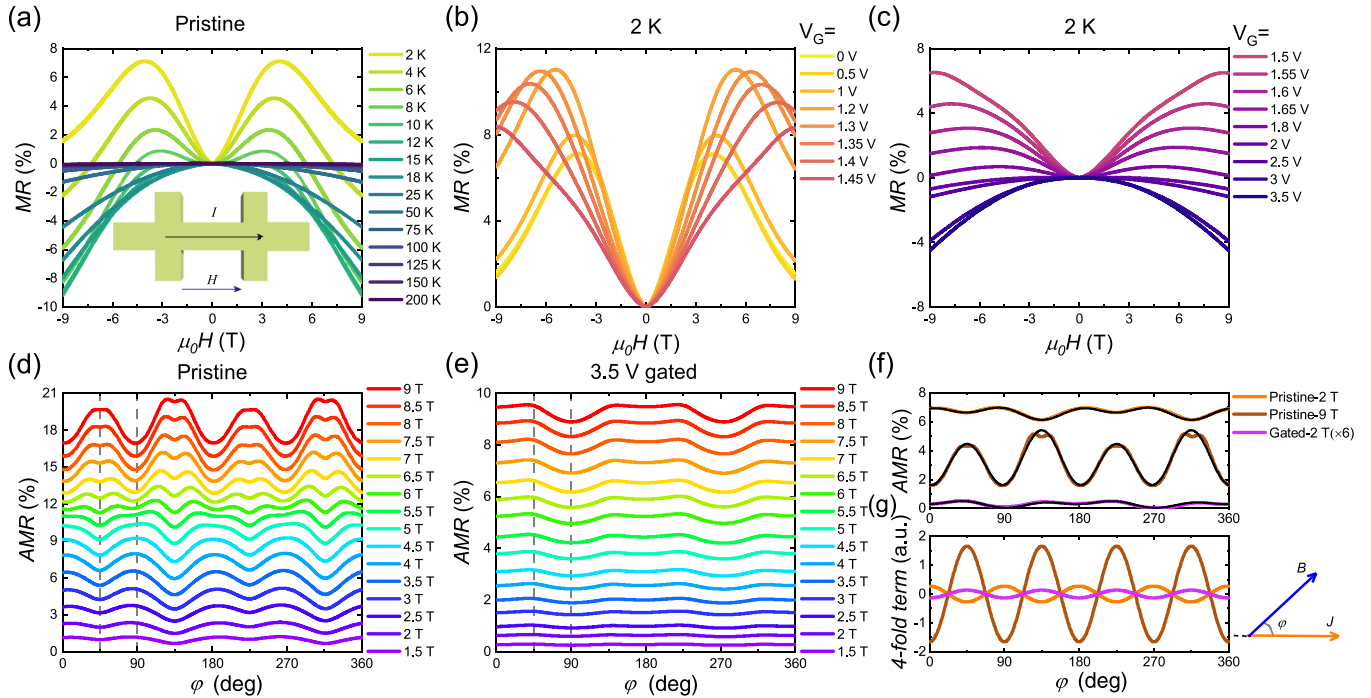 (a)
Pristine
MR (%)
8
6
4
2
0
-2
-4
-6
-8
-10
-9
-6
-3
0
3
6
9
μ₀H (T)
I
H
2 K
4 K
6 K
8 K
10 K
12 K
15 K
18 K
25 K
50 K
75 K
100 K
125 K
150 K
200 K
(b)
2 K
MR (%)
12
8
4
0
-9
-6
-3
0
3
6
9
μ₀H (T)
V_G=
0 V
0.5 V
1 V
1.2 V
1.3 V
1.35 V
1.4 V
1.45 V
(c)
2 K
MR (%)
8
4
0
-4
-8
-9
-6
-3
0
3
6
9
μ₀H (T)
V_G=
1.5 V
1.55 V
1.6 V
1.65 V
1.8 V
2 V
2.5 V
3 V
3.5 V
(d)
Pristine
AMR (%)
21
18
15
12
9
6
3
0
0
90
180
270
360
φ (deg)
9 T
8.5 T
8 T
7.5 T
7 T
6.5 T
6 T
5.5 T
5 T
4.5 T
4 T
3.5 T
3 T
2.5 T
2 T
1.5 T
(e)
3.5 V gated
AMR (%)
10
8
6
4
2
0
0
90
180
270
360
φ (deg)
9 T
8.5 T
8 T
7.5 T
7 T
6.5 T
6 T
5.5 T
5 T
4.5 T
4 T
3.5 T
3 T
2.5 T
2 T
1.5 T
(f)
AMR (%)
8
6
4
2
0
0
90
180
270
360
Pristine-2 T
Pristine-9 T
Gated-2 T(×6)
(g)
4-fold term (a.u.)
2
1
0
-1
-2
0
90
180
270
360
φ (deg)
B
φ
J